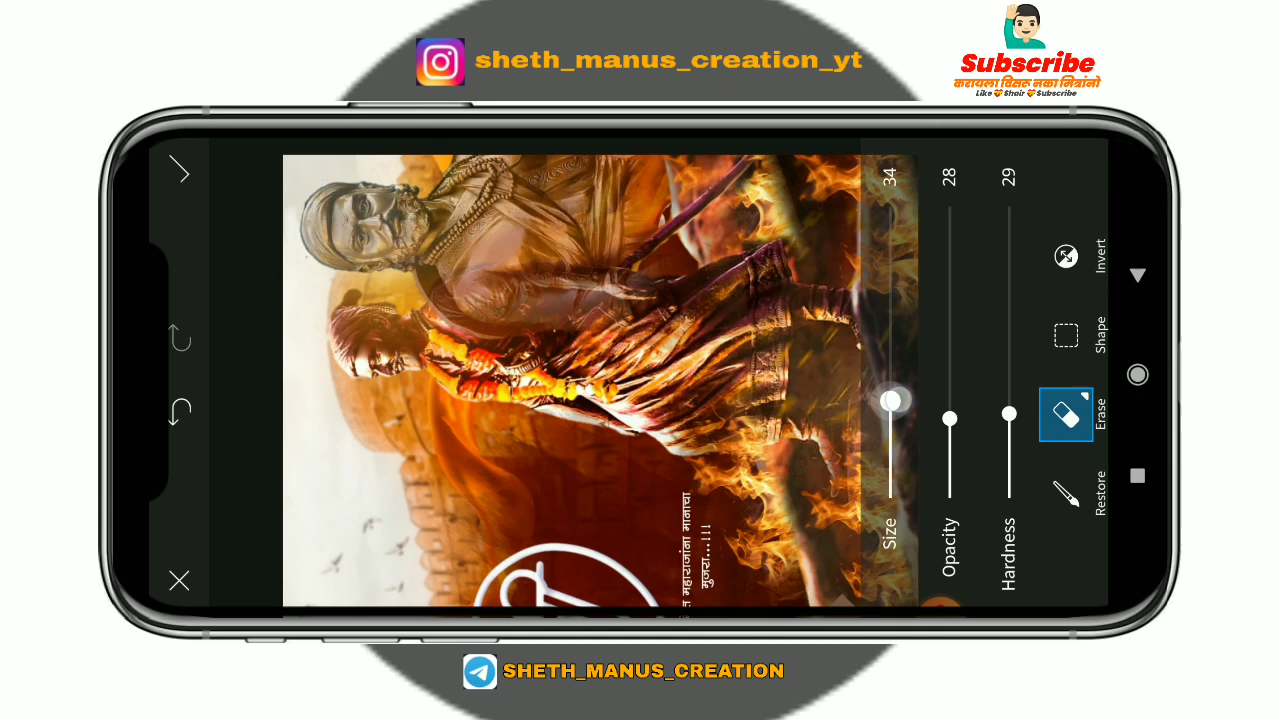 sheth_manus_creation_yt
Subscribe
करायला विसरू नका मित्रांनो
Like Shair Subscribe
34
28
29
Size
Opacity
Hardness
Invert
Shape
Erase
Restore
महाराजांना मानाचा
मुजरा...!!!
SHETH_MANUS_CREATION